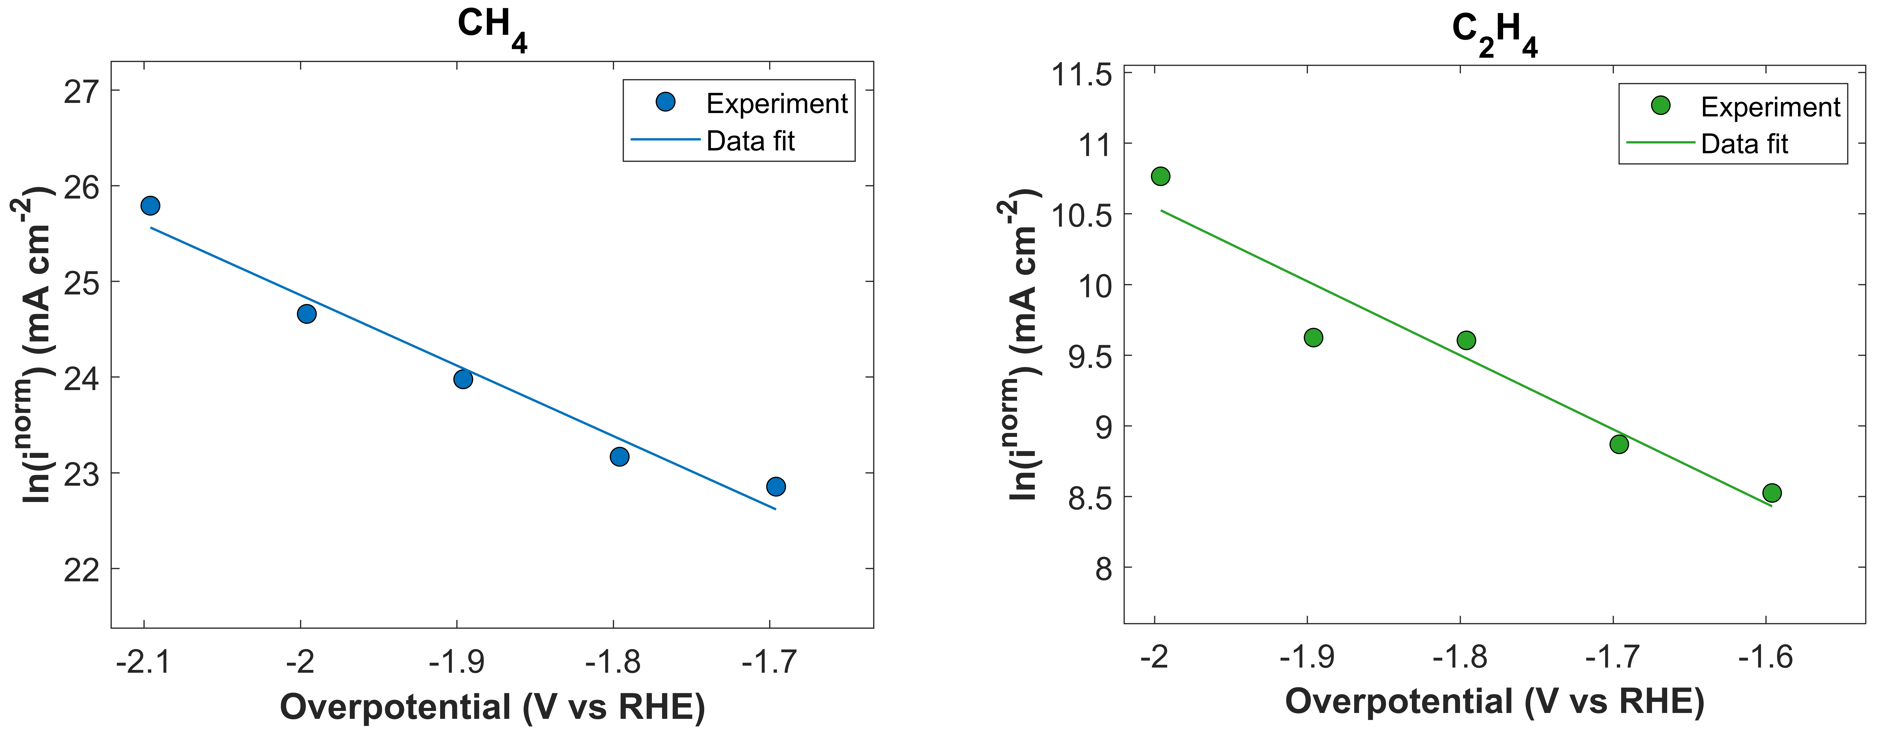 CH4
27
26
25
24
23
22
ln(i^norm) (mA cm^-2)
Experiment
Data fit
-2.1 -2 -1.9 -1.8 -1.7
Overpotential (V vs RHE)
C2H4
11.5
11
10.5
10
9.5
9
8.5
8
ln(i^norm) (mA cm^-2)
Experiment
Data fit
-2 -1.9 -1.8 -1.7 -1.6
Overpotential (V vs RHE)